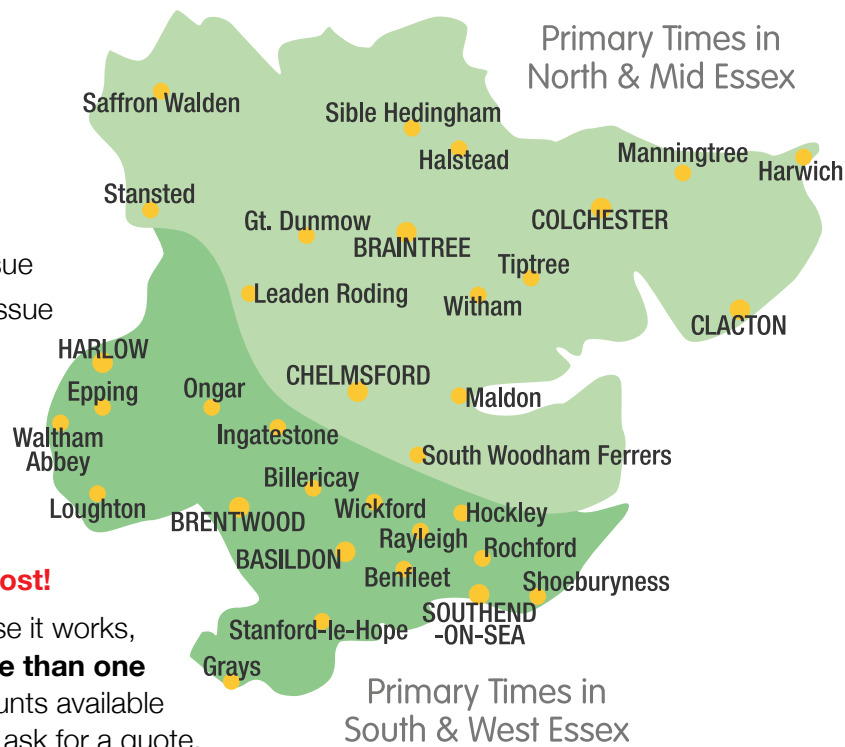 Primary Times in
North & Mid Essex
Saffron Walden
Sible Hedingham
Halstead
Manningtree
Harwich
Stansted
Gt. Dunmow
BRAINTREE
COLCHESTER
Tiptree
Leaden Roding
Witham
CLACTON
sue
ssue
HARLOW
Epping
Ongar
CHELMSFORD
Maldon
Waltham
Abbey
Ingatestone
South Woodham Ferrers
Billericay
Loughton
BRENTWOOD
Wickford
Hockley
Rayleigh
Rochford
BASILDON
Benfleet
Shoeburyness
SOUTHEND
-ON-SEA
Stanford-le-Hope
Grays
ost!
se it works,
e than one
unts available
ask for a quote.
Primary Times in
South & West Essex